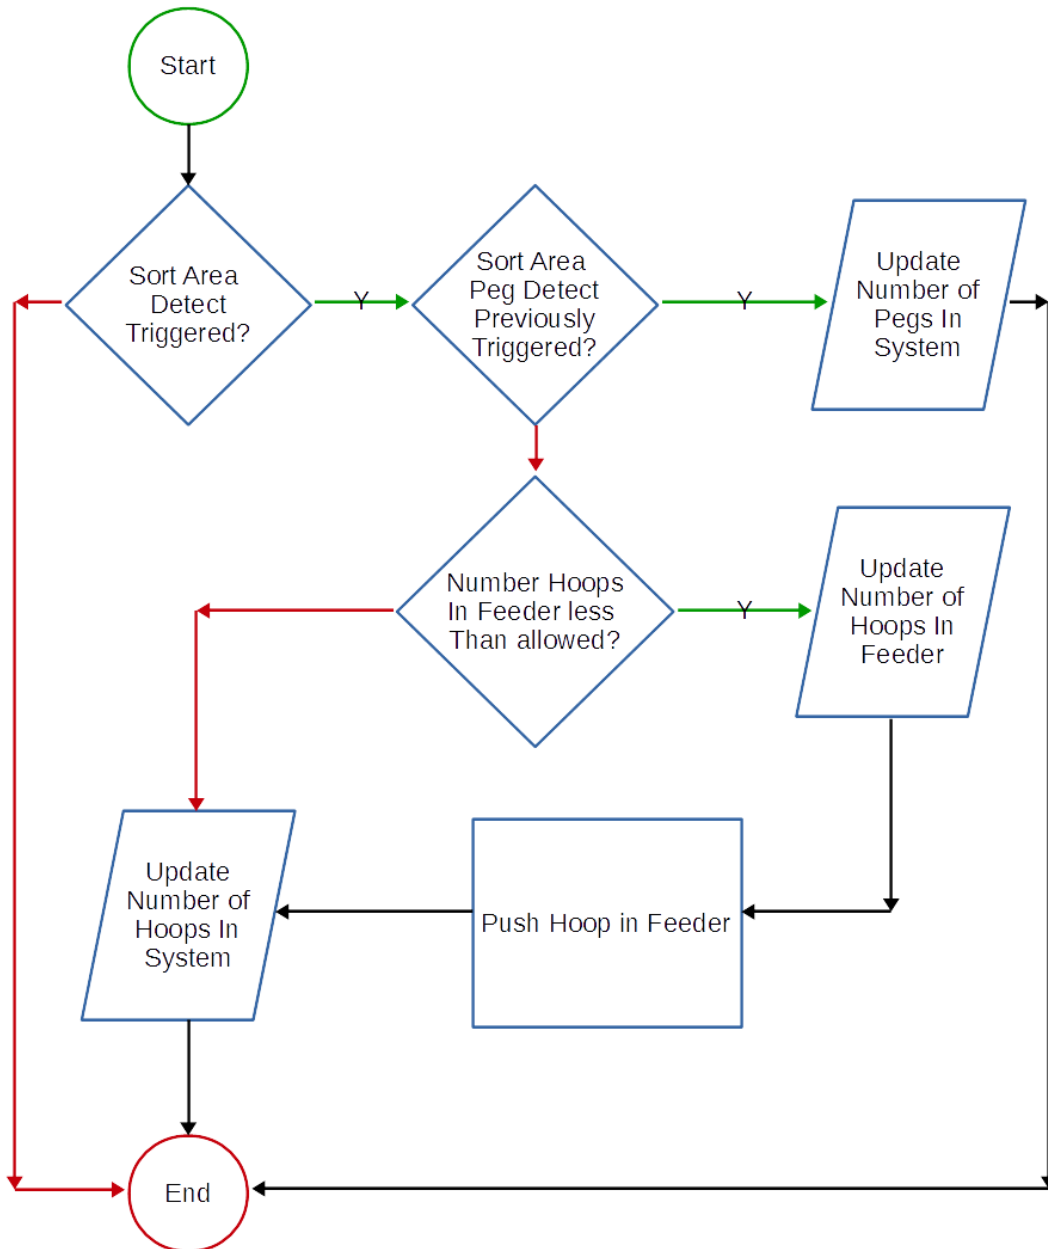 Start
Sort Area
Detect
Triggered?
Y
Sort Area
Peg Detect
Previously
Triggered?
Y
Update
Number of
Pegs In
System
Number Hoops
In Feeder less
Than allowed?
Y
Update
Number of
Hoops In
Feeder
Update
Number of
Hoops In
System
Push Hoop in Feeder
End